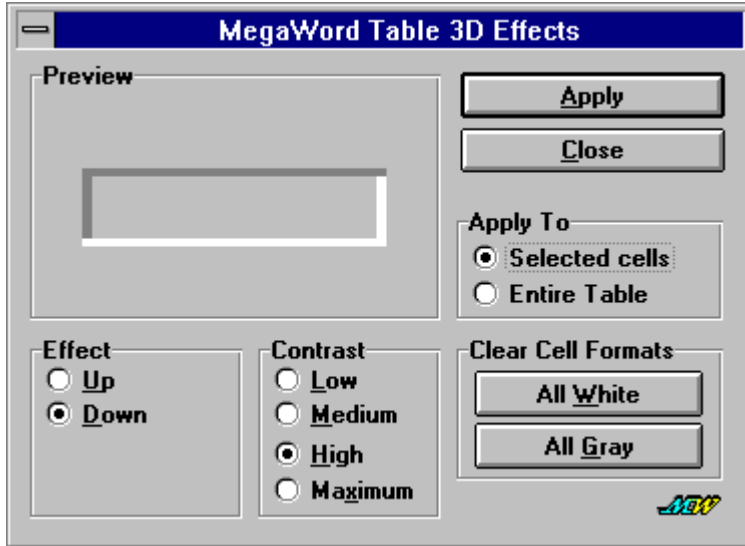 MegaWord Table 3D Effects
Preview
Apply
Close
Apply To
Selected cells
Entire Table
Effect
Up
Down
Contrast
Low
Medium
High
Maximum
Clear Cell Formats
All White
All Gray
MW